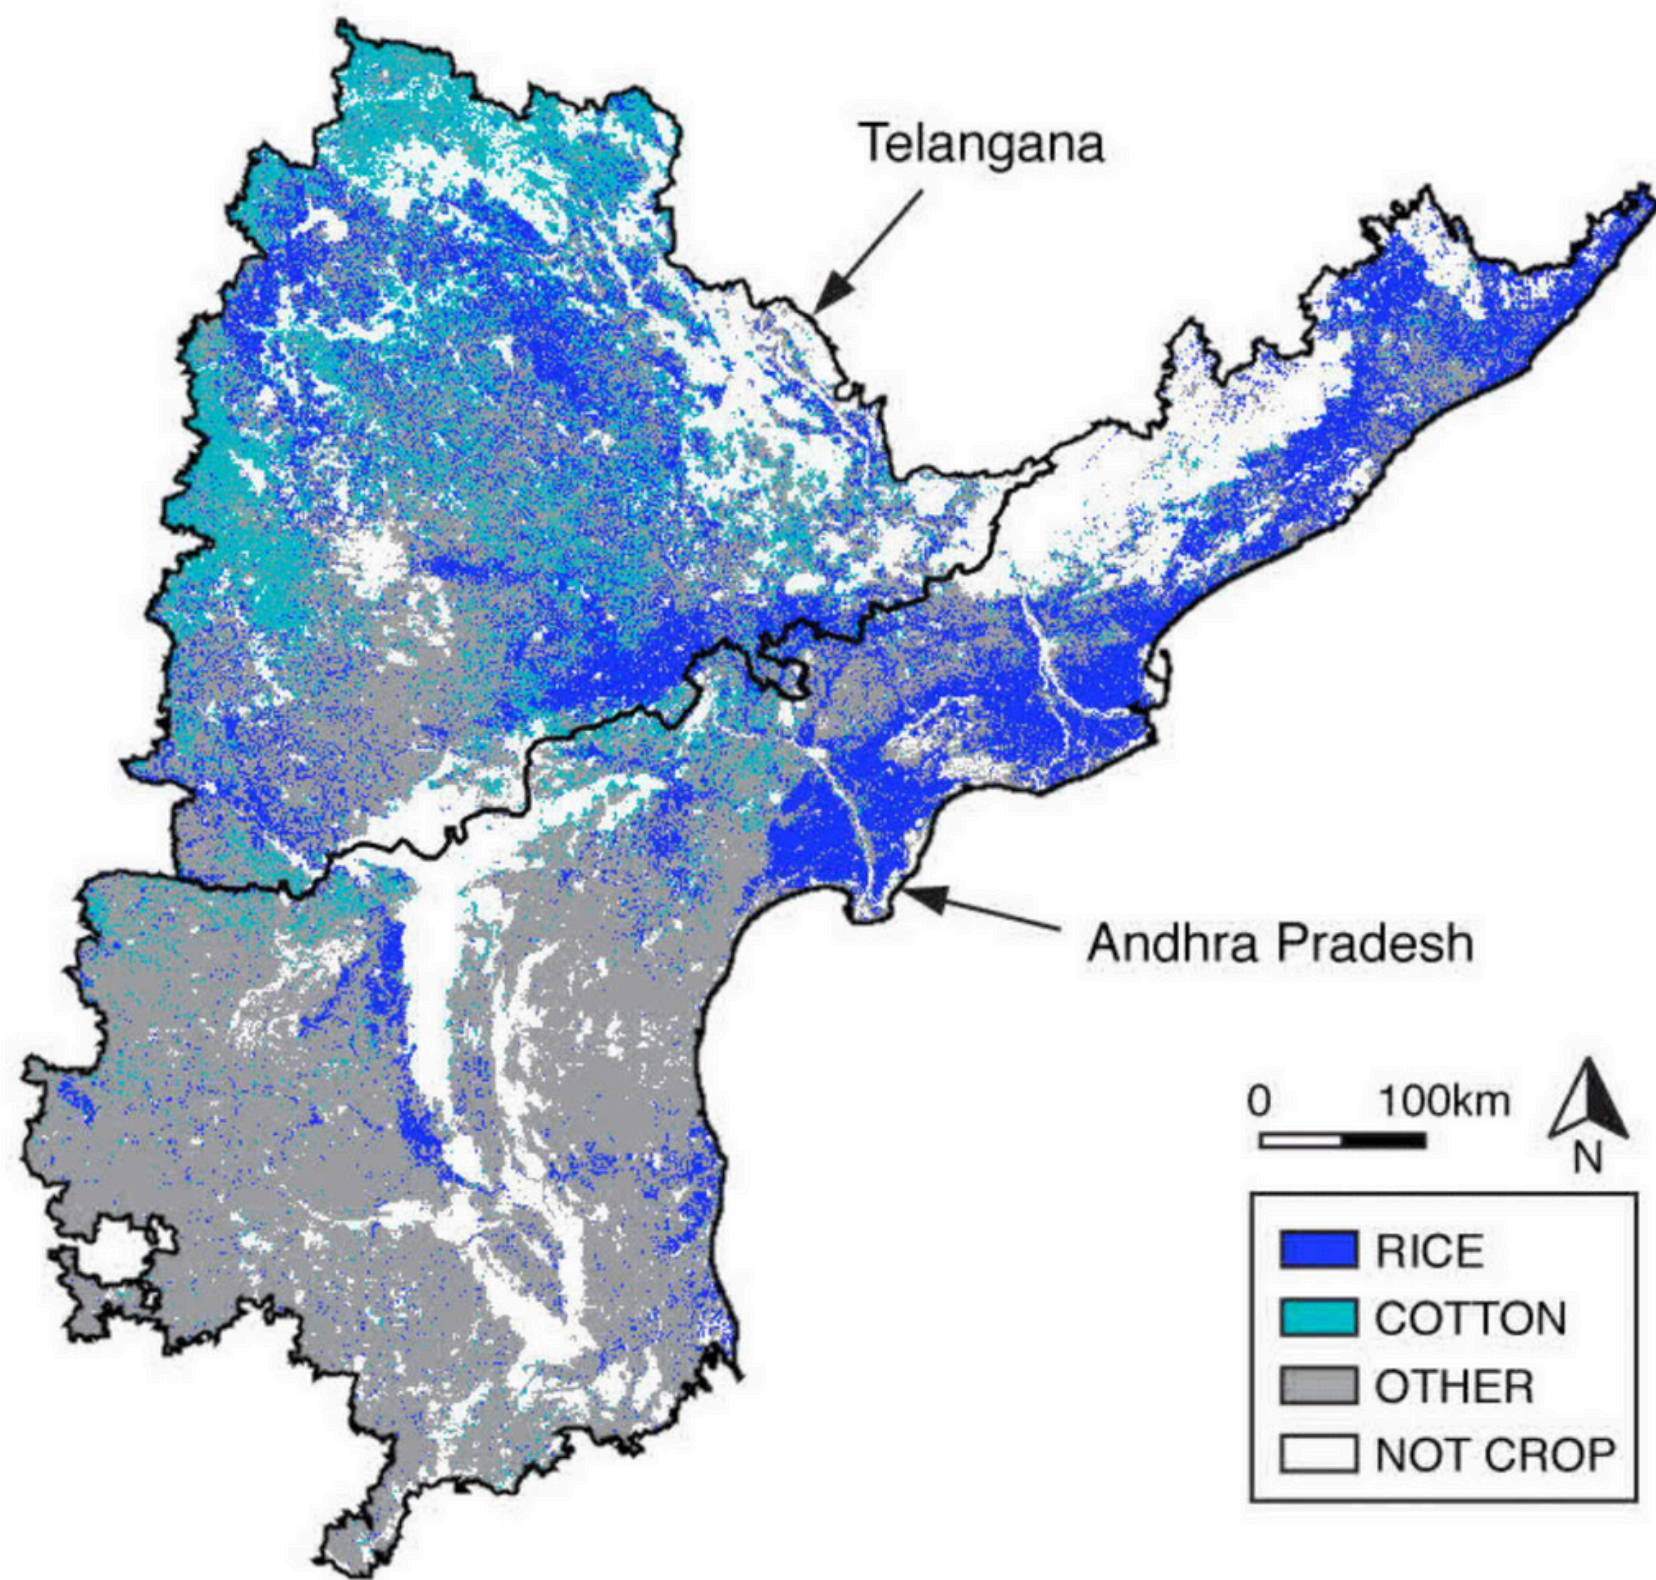 Telangana
Andhra Pradesh
0 100km
N
RICE
COTTON
OTHER
NOT CROP